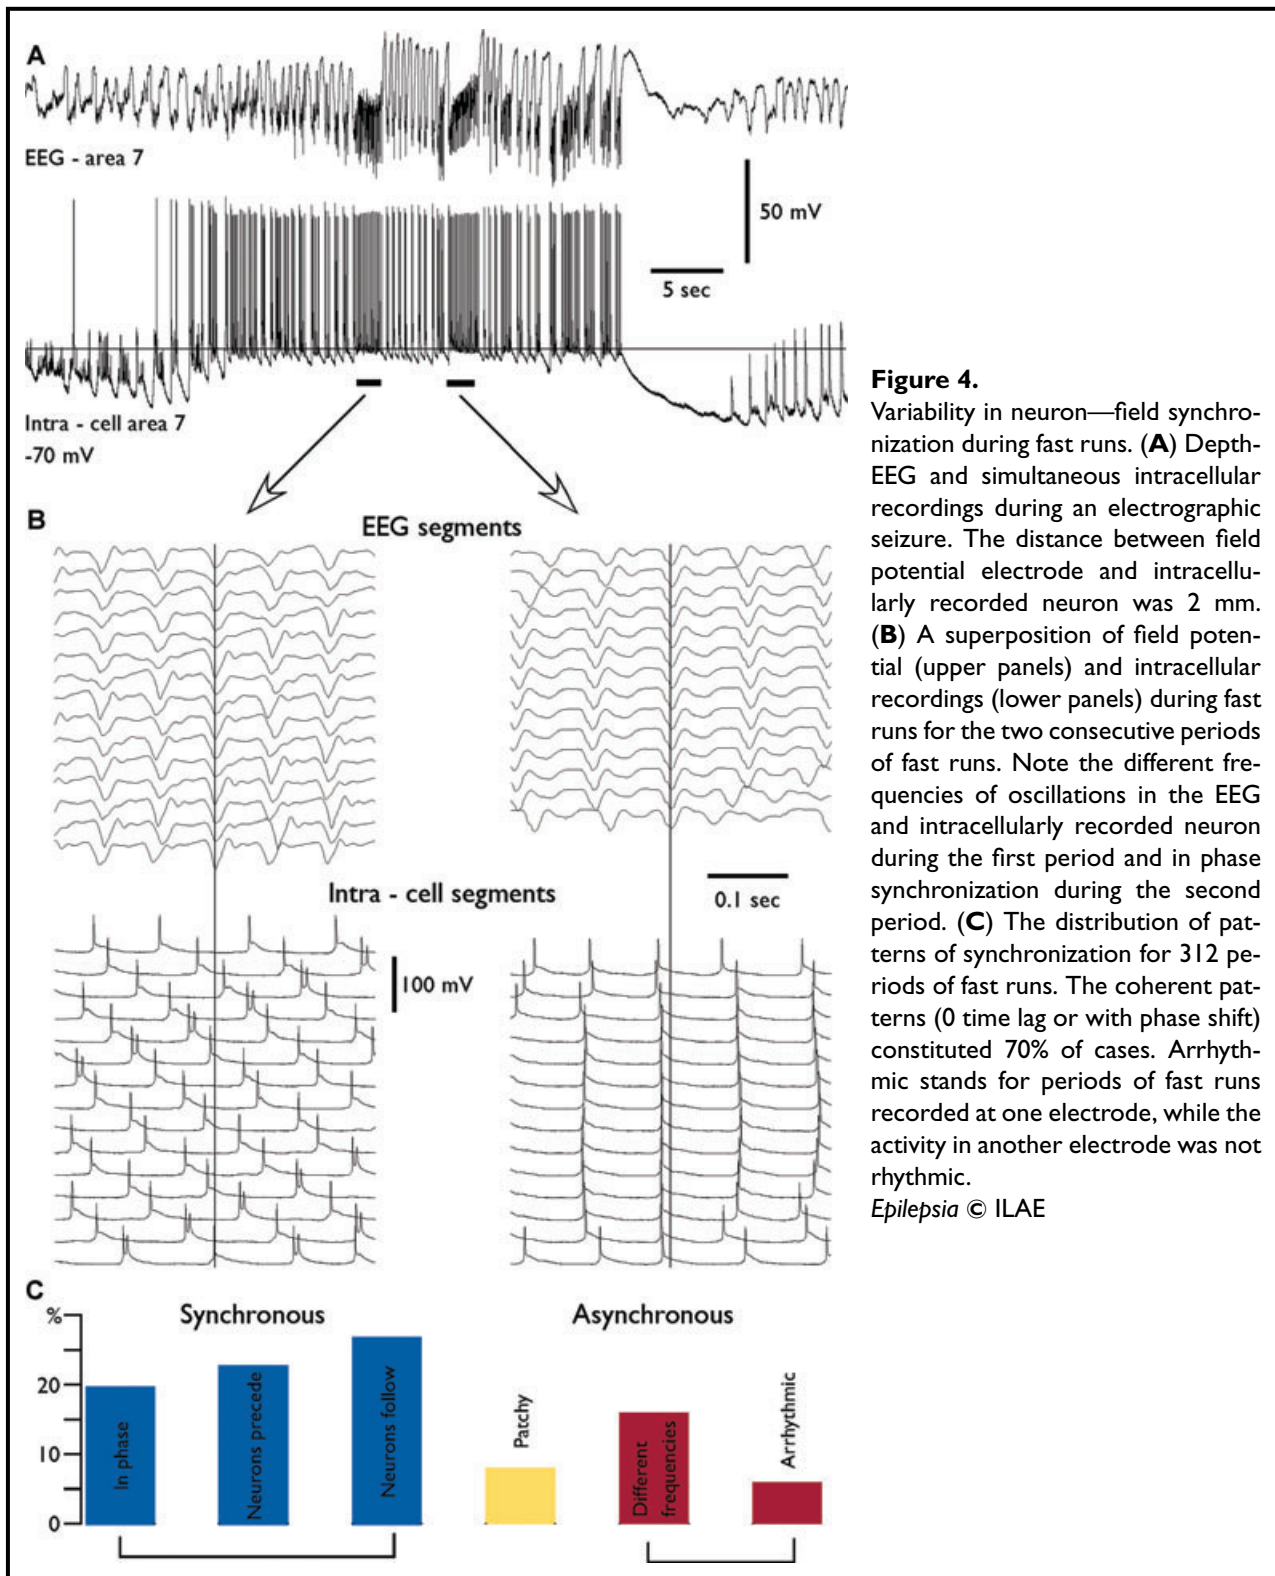 A
EEG - area 7
50 mV
5 sec
Intra - cell area 7
-70 mV
B
EEG segments
Intra - cell segments
0.1 sec
100 mV
C
%
Synchronous
Asynchronous
20
10
0
In phase
Neurons precede
Neurons follow
Patchy
Different
frequencies
Arrhythmic
Figure 4.
Variability in neuron—field synchro-
nization during fast runs. (A) Depth-
EEG and simultaneous intracellular
recordings during an electrographic
seizure. The distance between field
potential electrode and intracellu-
larly recorded neuron was 2 mm.
(B) A superposition of field poten-
tial (upper panels) and intracellular
recordings (lower panels) during fast
runs for the two consecutive periods
of fast runs. Note the different fre-
quencies of oscillations in the EEG
and intracellularly recorded neuron
during the first period and in phase
synchronization during the second
period. (C) The distribution of pat-
terns of synchronization for 312 pe-
riods of fast runs. The coherent pat-
terns (0 time lag or with phase shift)
constituted 70% of cases. Arrhyth-
mic stands for periods of fast runs
recorded at one electrode, while the
activity in another electrode was not
rhythmic.
Epilepsia © ILAE